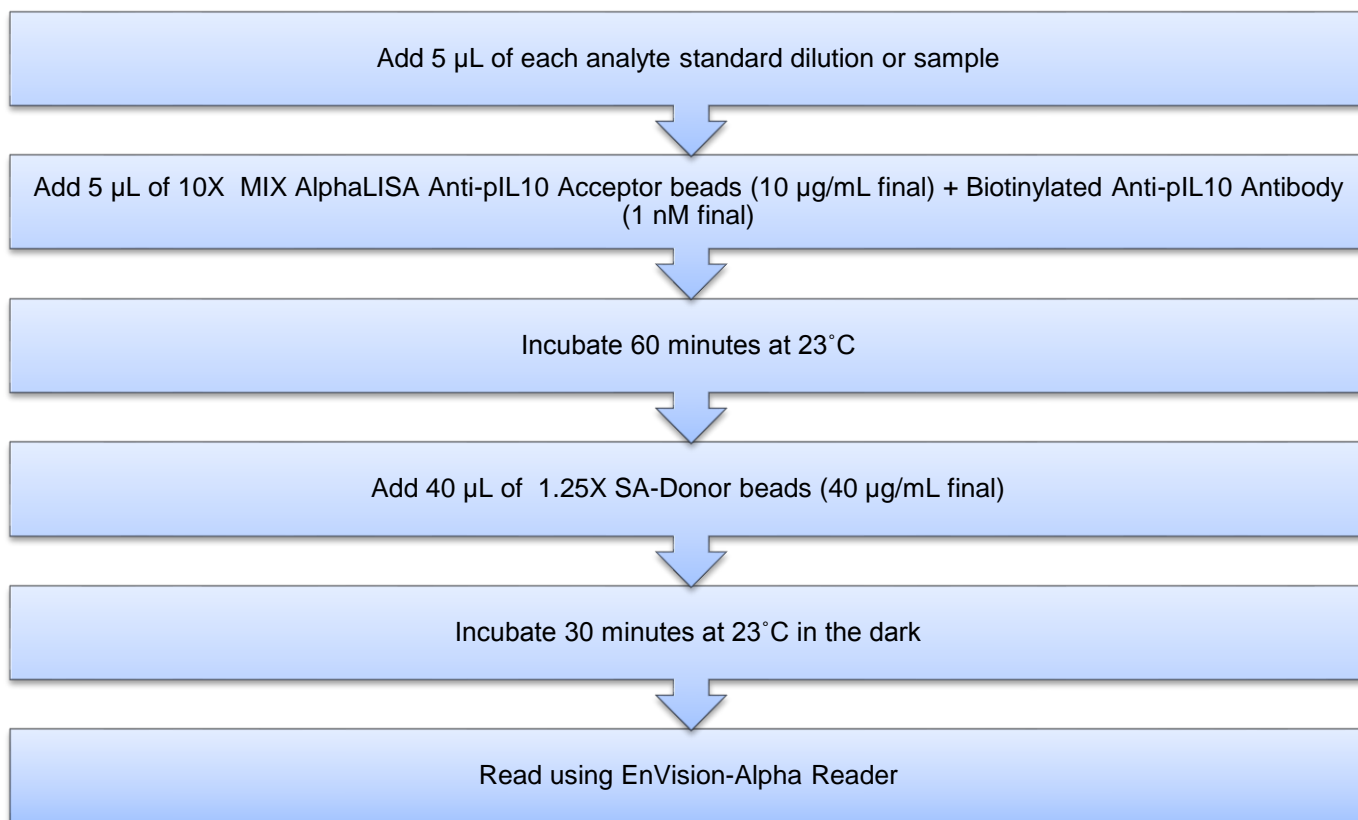 Add 5 µL of each analyte standard dilution or sample
Add 5 µL of 10X  MIX AlphaLISA Anti-pIL10 Acceptor beads (10 µg/mL final) + Biotinylated Anti-pIL10 Antibody
(1 nM final)
Incubate 60 minutes at 23˚C
Add 40 µL of  1.25X SA-Donor beads (40 µg/mL final)
Incubate 30 minutes at 23˚C in the dark
Read using EnVision-Alpha Reader